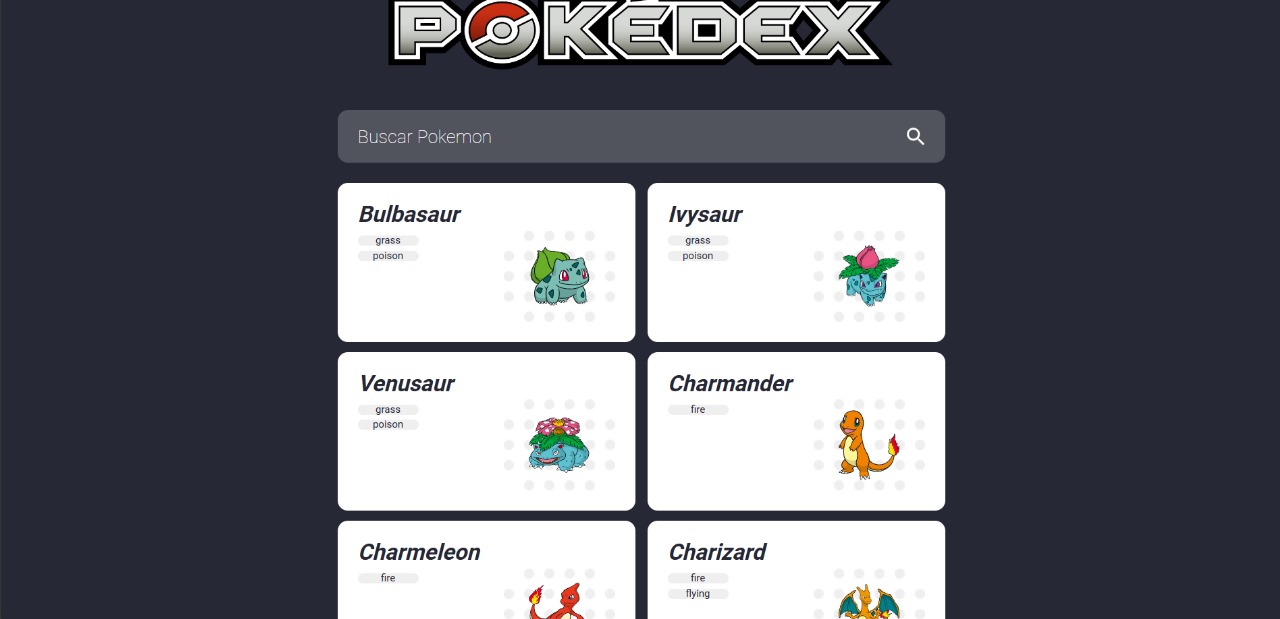 POKÉDEX
Buscar Pokemon
Bulbasaur
grass
poison
Ivysaur
grass
poison
Venusaur
grass
poison
Charmander
fire
Charmeleon
fire
Charizard
fire
flying